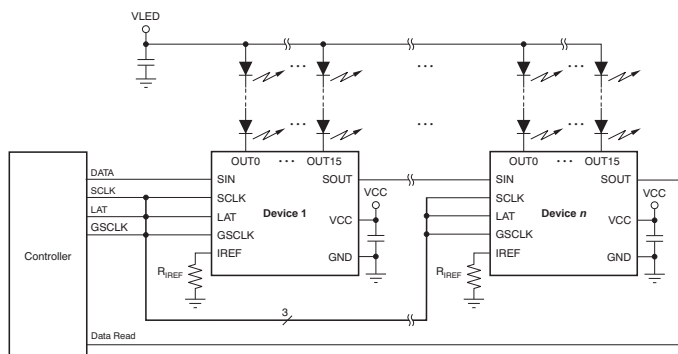 VLED
... ...
...
... ...
...
OUT0 ... OUT15
OUT0 ... OUT15
Controller
DATA
SCLK
LAT
GSCLK
SIN
SCLK
LAT
GSCLK
IREF
Device 1
SOUT
VCC
GND
VCC
RIREF
3
SIN
SCLK
LAT
GSCLK
IREF
Device n
SOUT
VCC
GND
VCC
RIREF
Data Read